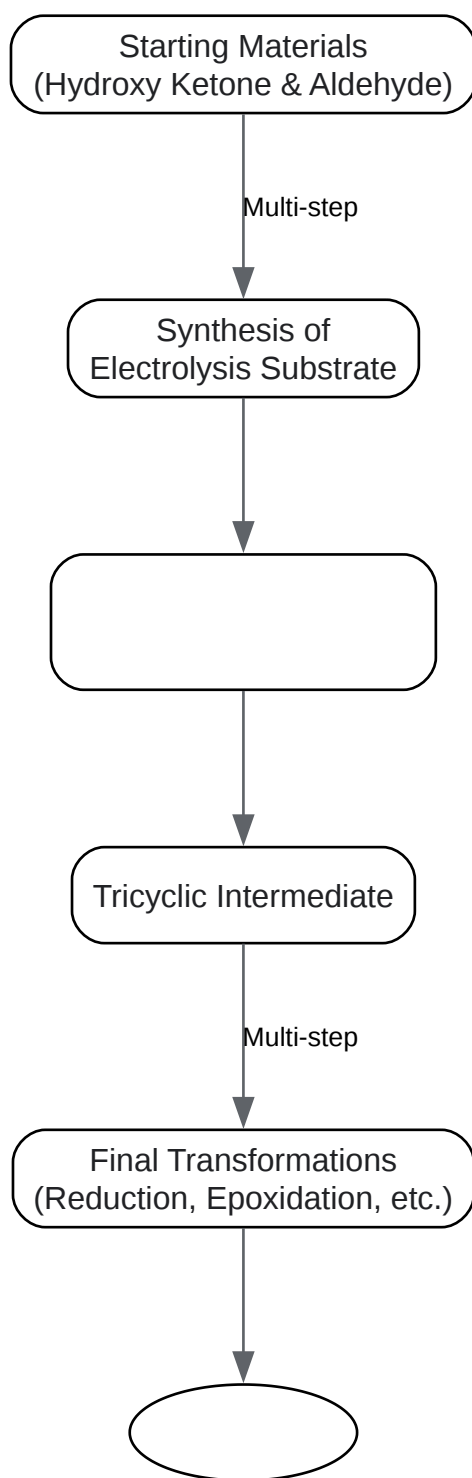 Starting Materials
(Hydroxy Ketone & Aldehyde)
Multi-step
Synthesis of
Electrolysis Substrate
Tricyclic Intermediate
Multi-step
Final Transformations
(Reduction, Epoxidation, etc.)